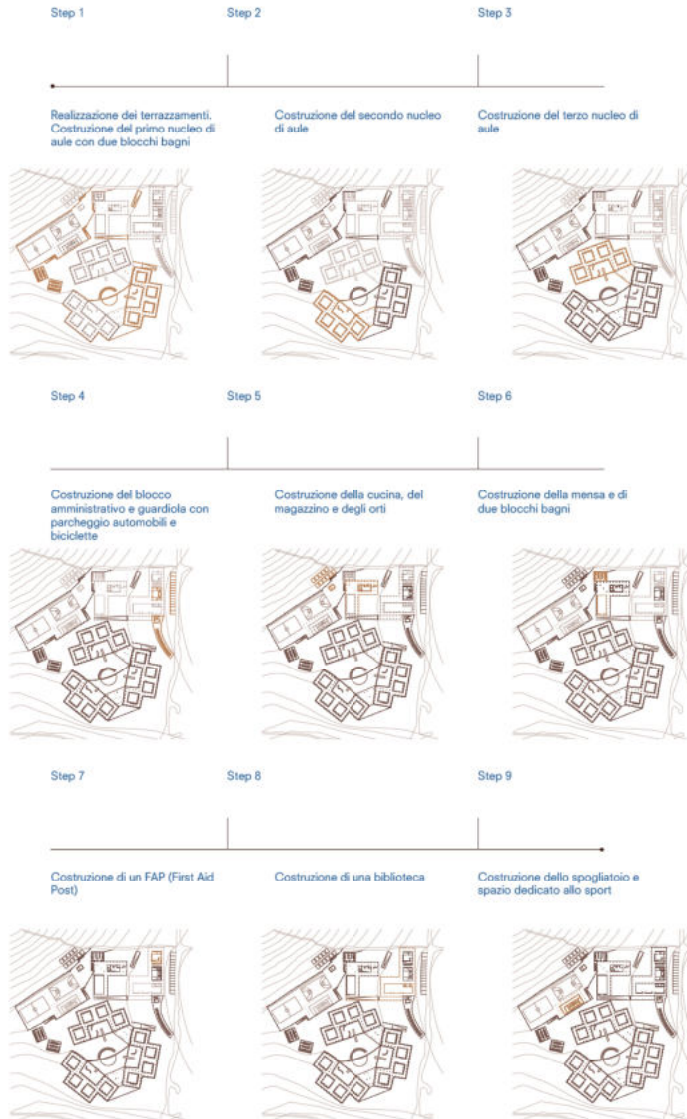 Step 1
Step 2
Step 3
Realizzazione dei terrazzamenti.
Costruzione del primo nucleo di
aule con due blocchi bagni
Costruzione del secondo nucleo
di aule
Costruzione del terzo nucleo di
aule
Step 4
Step 5
Step 6
Costruzione del blocco
amministrativo e guardiola con
parcheggio automobili e
biciclette
Costruzione della cucina, del
magazzino e degli orti
Costruzione della mensa e di
due blocchi bagni
Step 7
Step 8
Step 9
Costruzione di un FAP (First Aid
Post)
Costruzione di una biblioteca
Costruzione dello spogliatoio e
spazio dedicato allo sport